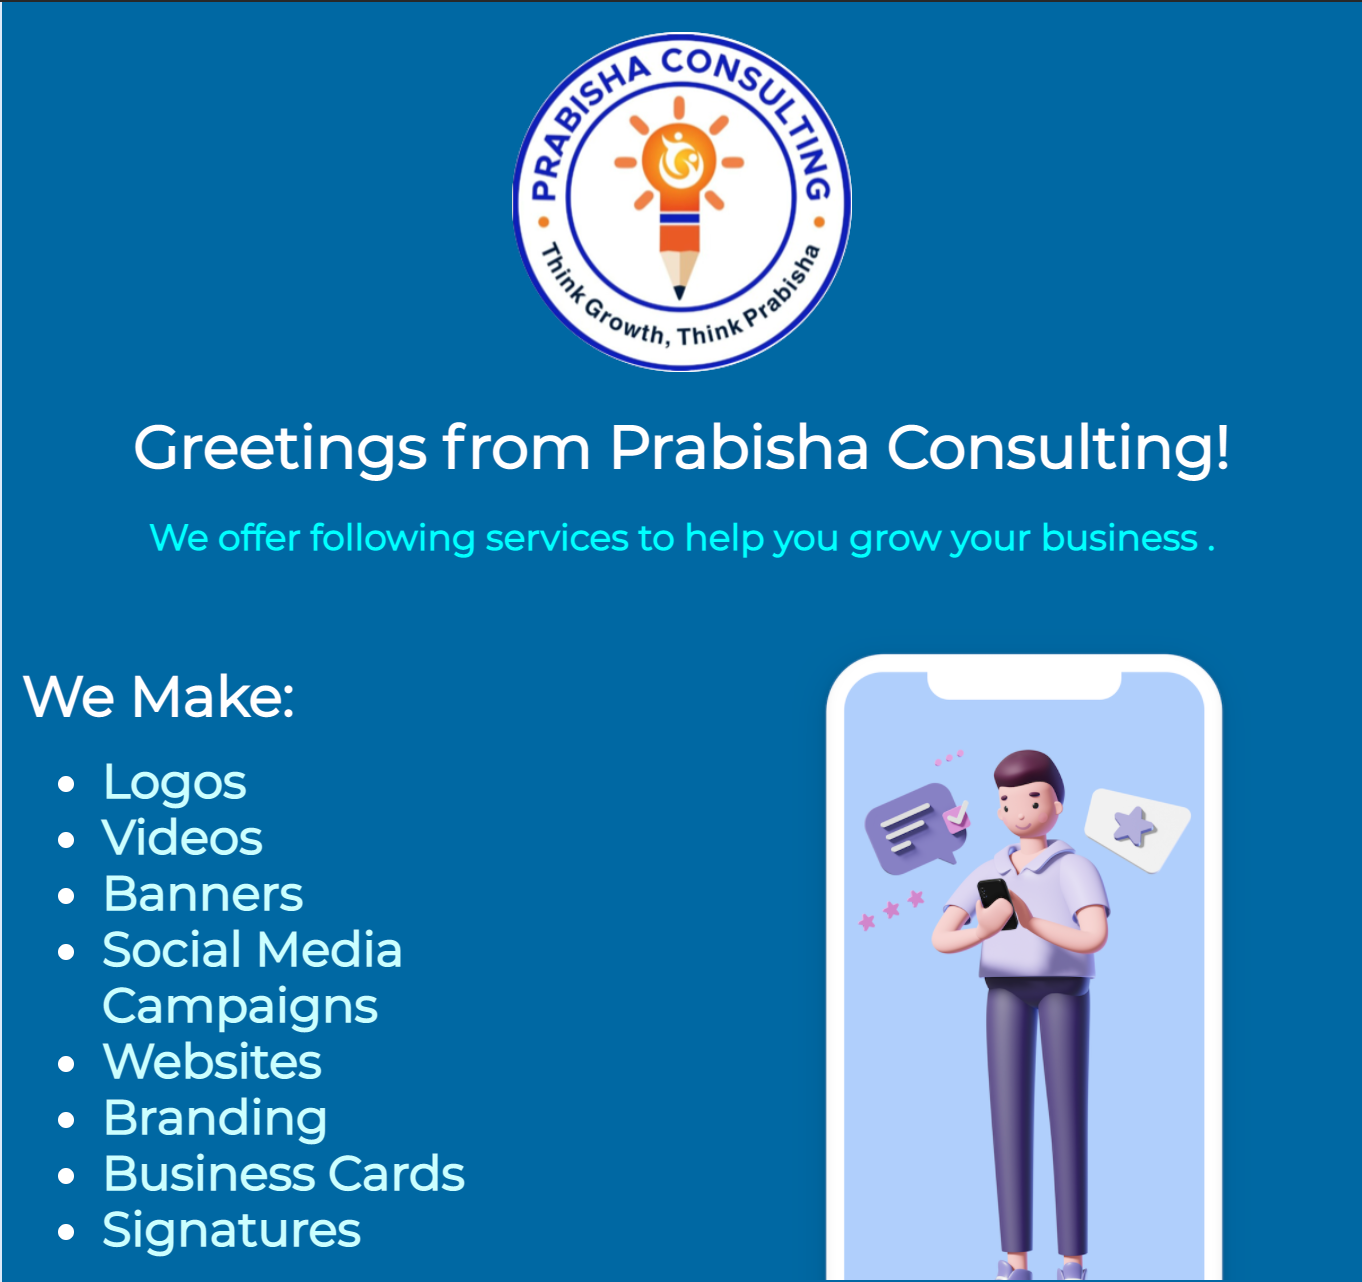 PRABISHA CONSULTING
Think Growth, Think Prabisha
Greetings from Prabisha Consulting!
We offer following services to help you grow your business .
We Make:
Logos
Videos
Banners
Social Media
Campaigns
Websites
Branding
Business Cards
Signatures